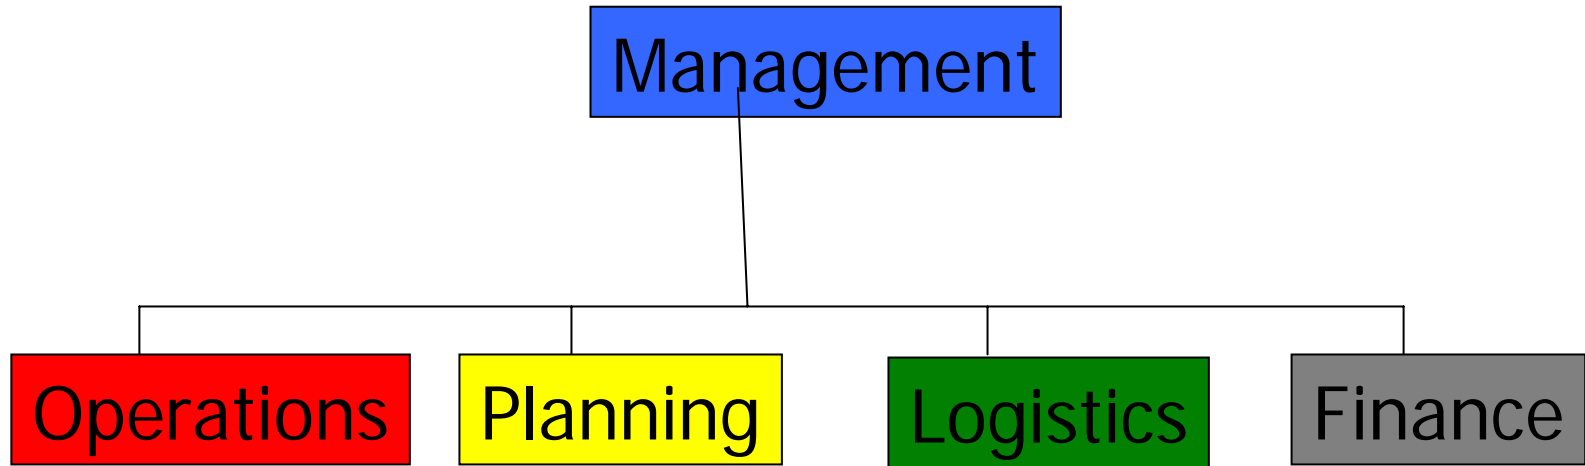 Management
Operations
Planning
Logistics
Finance